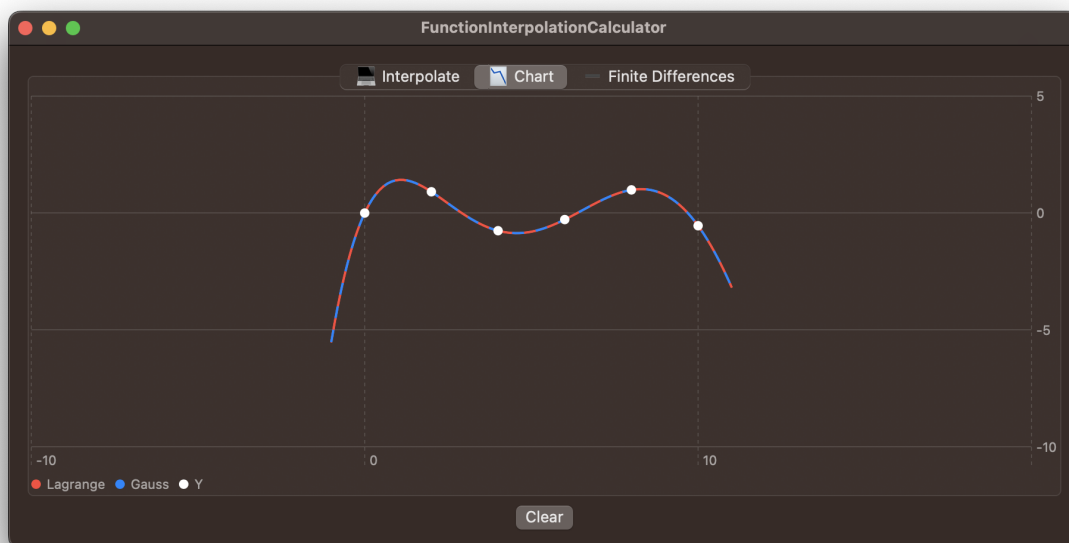 FunctionInterpolationCalculator
Interpolate Chart Finite Differences
5
0
-5
-10
-10 0 10
Lagrange Gauss Y
Clear